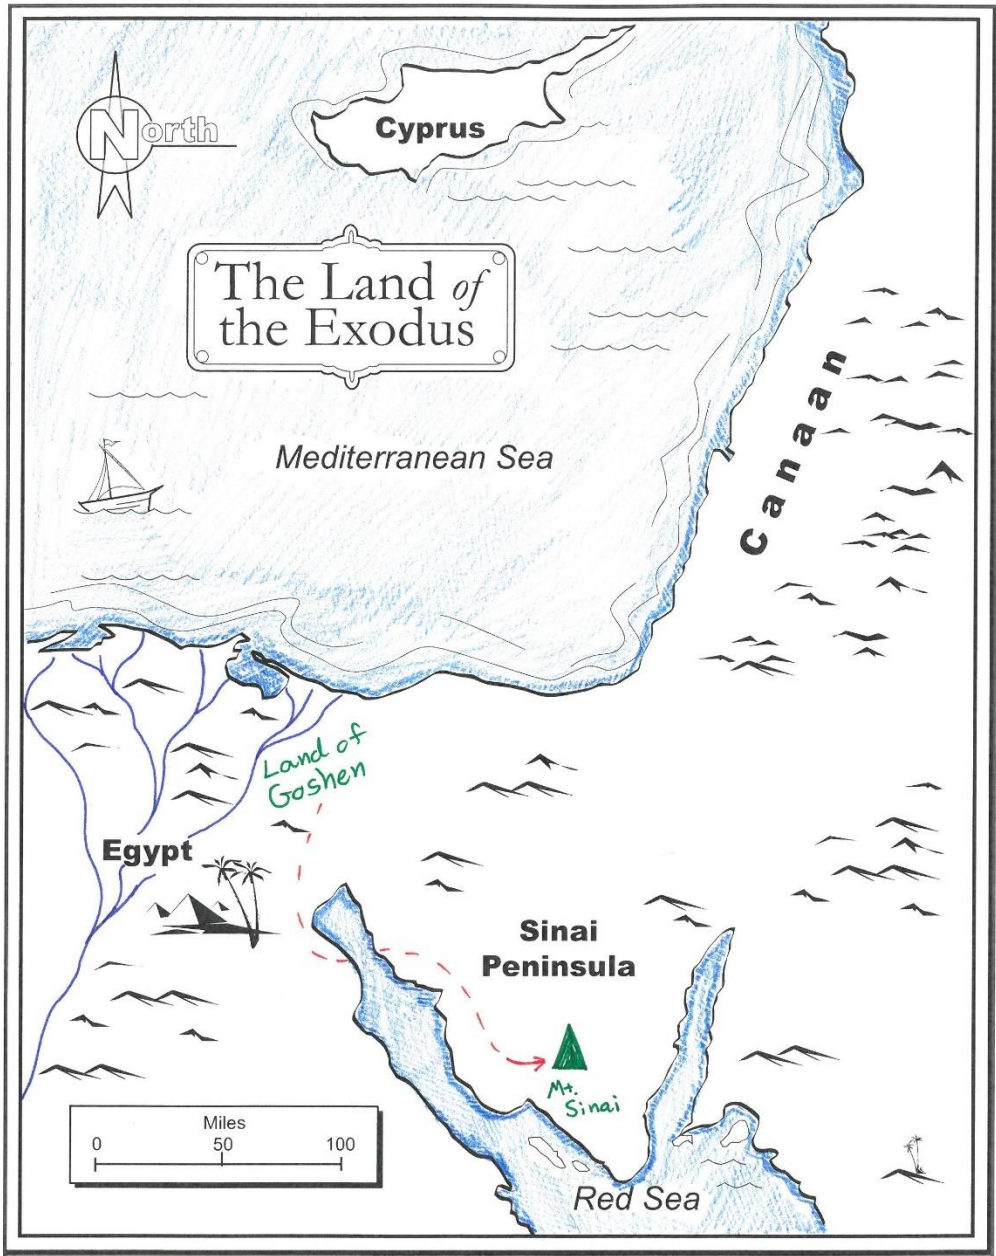 Cyprus
North
The Land of
the Exodus
Canaan
Mediterranean Sea
Land of
Goshen
Egypt
Sinai
Peninsula
Mt.
Sinai
Miles
0 50 100
Red Sea